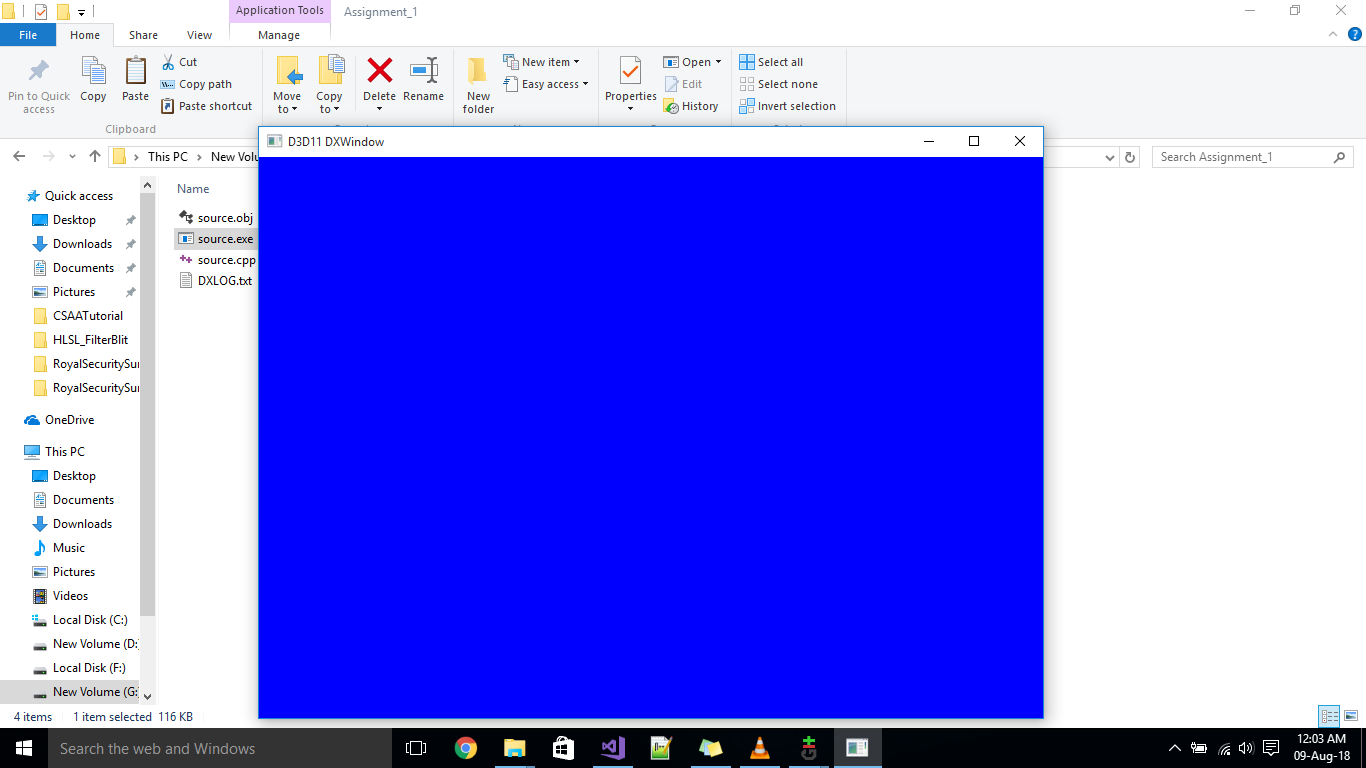 Application Tools
Assignment_1
File
Home
Share
View
Manage
Pin to Quick access
Copy
Paste
Cut
Copy path
Paste shortcut
Clipboard
Move to
Copy to
Delete
Rename
New folder
New item
Easy access
Properties
Open
Edit
History
Select all
Select none
Invert selection
D3D11 DXWindow
This PC
New Volu
Search Assignment_1
Quick access
Desktop
Downloads
Documents
Pictures
CSAATutorial
HLSL_FilterBlit
RoyalSecuritySu
RoyalSecuritySu
OneDrive
This PC
Desktop
Documents
Downloads
Music
Pictures
Videos
Local Disk (C:)
New Volume (D:
Local Disk (F:)
New Volume (G:
Name
source.obj
source.exe
source.cpp
DXLOG.txt
4 items
1 item selected 116 KB
Search the web and Windows
12:03 AM
09-Aug-18